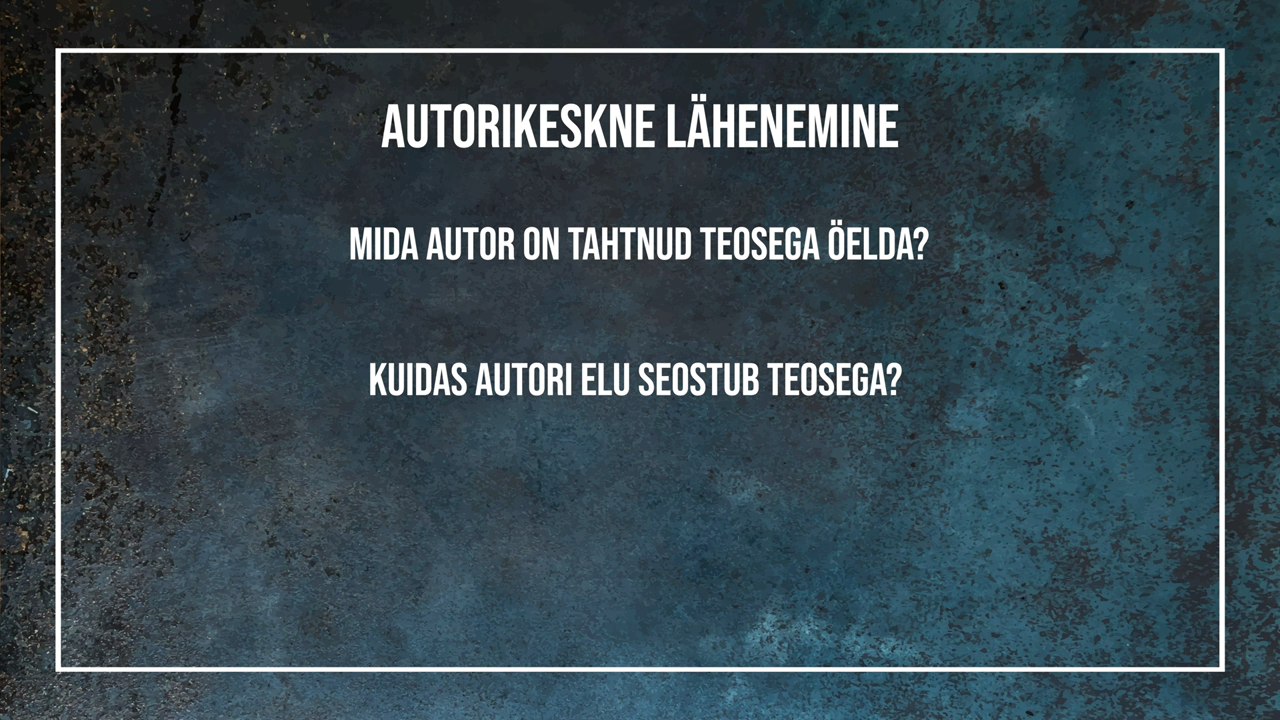 AUTORIKESKNE LÄHENEMINE
MIDA AUTOR ON TAHTNUD TEOSEGA ÖELDA?
KUIDAS AUTORI ELU SEOSTUB TEOSEGA?